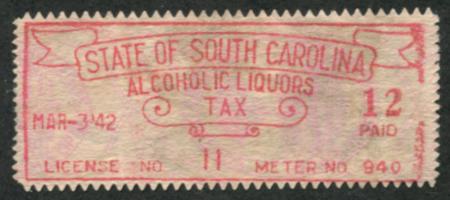 STATE OF SOUTH CAROLINA
ALCOHOLIC LIQUORS
TAX
12
MAR-3'42
PAID
LICENSE NO 11 METER NO 940